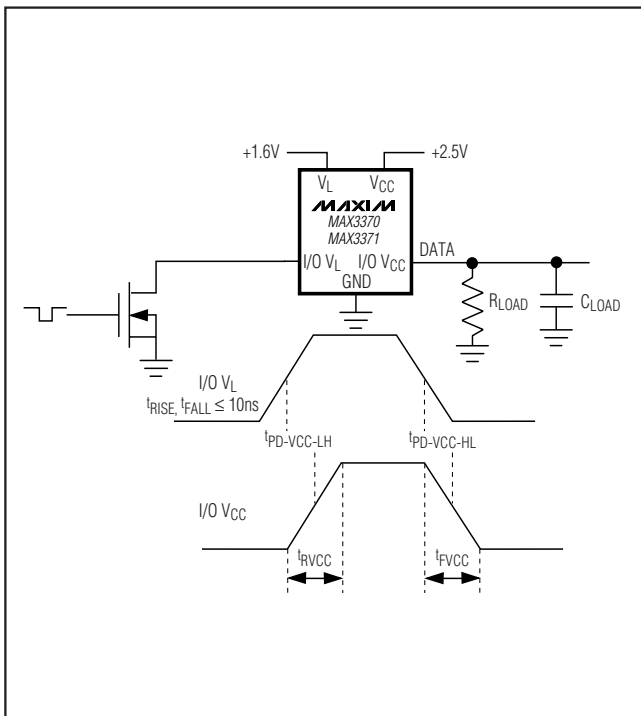 +1.6V +2.5V
VL VCC
MAXIM
MAX3370
MAX3371
DATA
I/O VL I/O VCC
GND
RLOAD CLOAD
I/O VL
tRISE, tFALL ≤ 10ns
tPD-VCC-LH tPD-VCC-HL
I/O VCC
tRVCC tFVCC